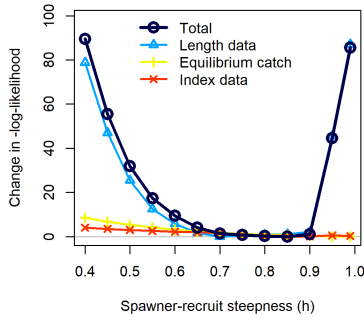 Change in -log-likelihood
100
80
60
40
20
0
Total
Length data
Equilibrium catch
Index data
0.4 0.5 0.6 0.7 0.8 0.9 1.0
Spawner-recruit steepness (h)